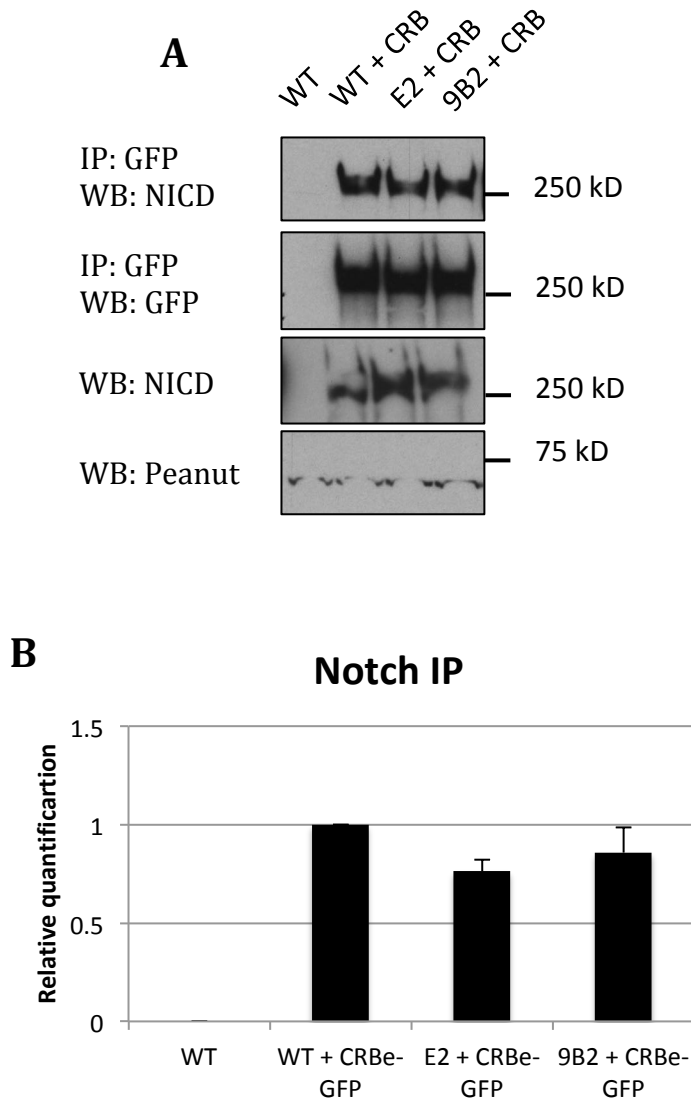 A
WT
WT + CRB
E2 + CRB
9B2 + CRB
IP: GFP
WB: NICD
250 kD
IP: GFP
WB: GFP
250 kD
WB: NICD
250 kD
75 kD
WB: Peanut
B
Notch IP
Relative quantificartion
1.5
1
0.5
0
WT
WT + CRBe-
GFP
E2 + CRBe-
GFP
9B2 + CRBe-
GFP